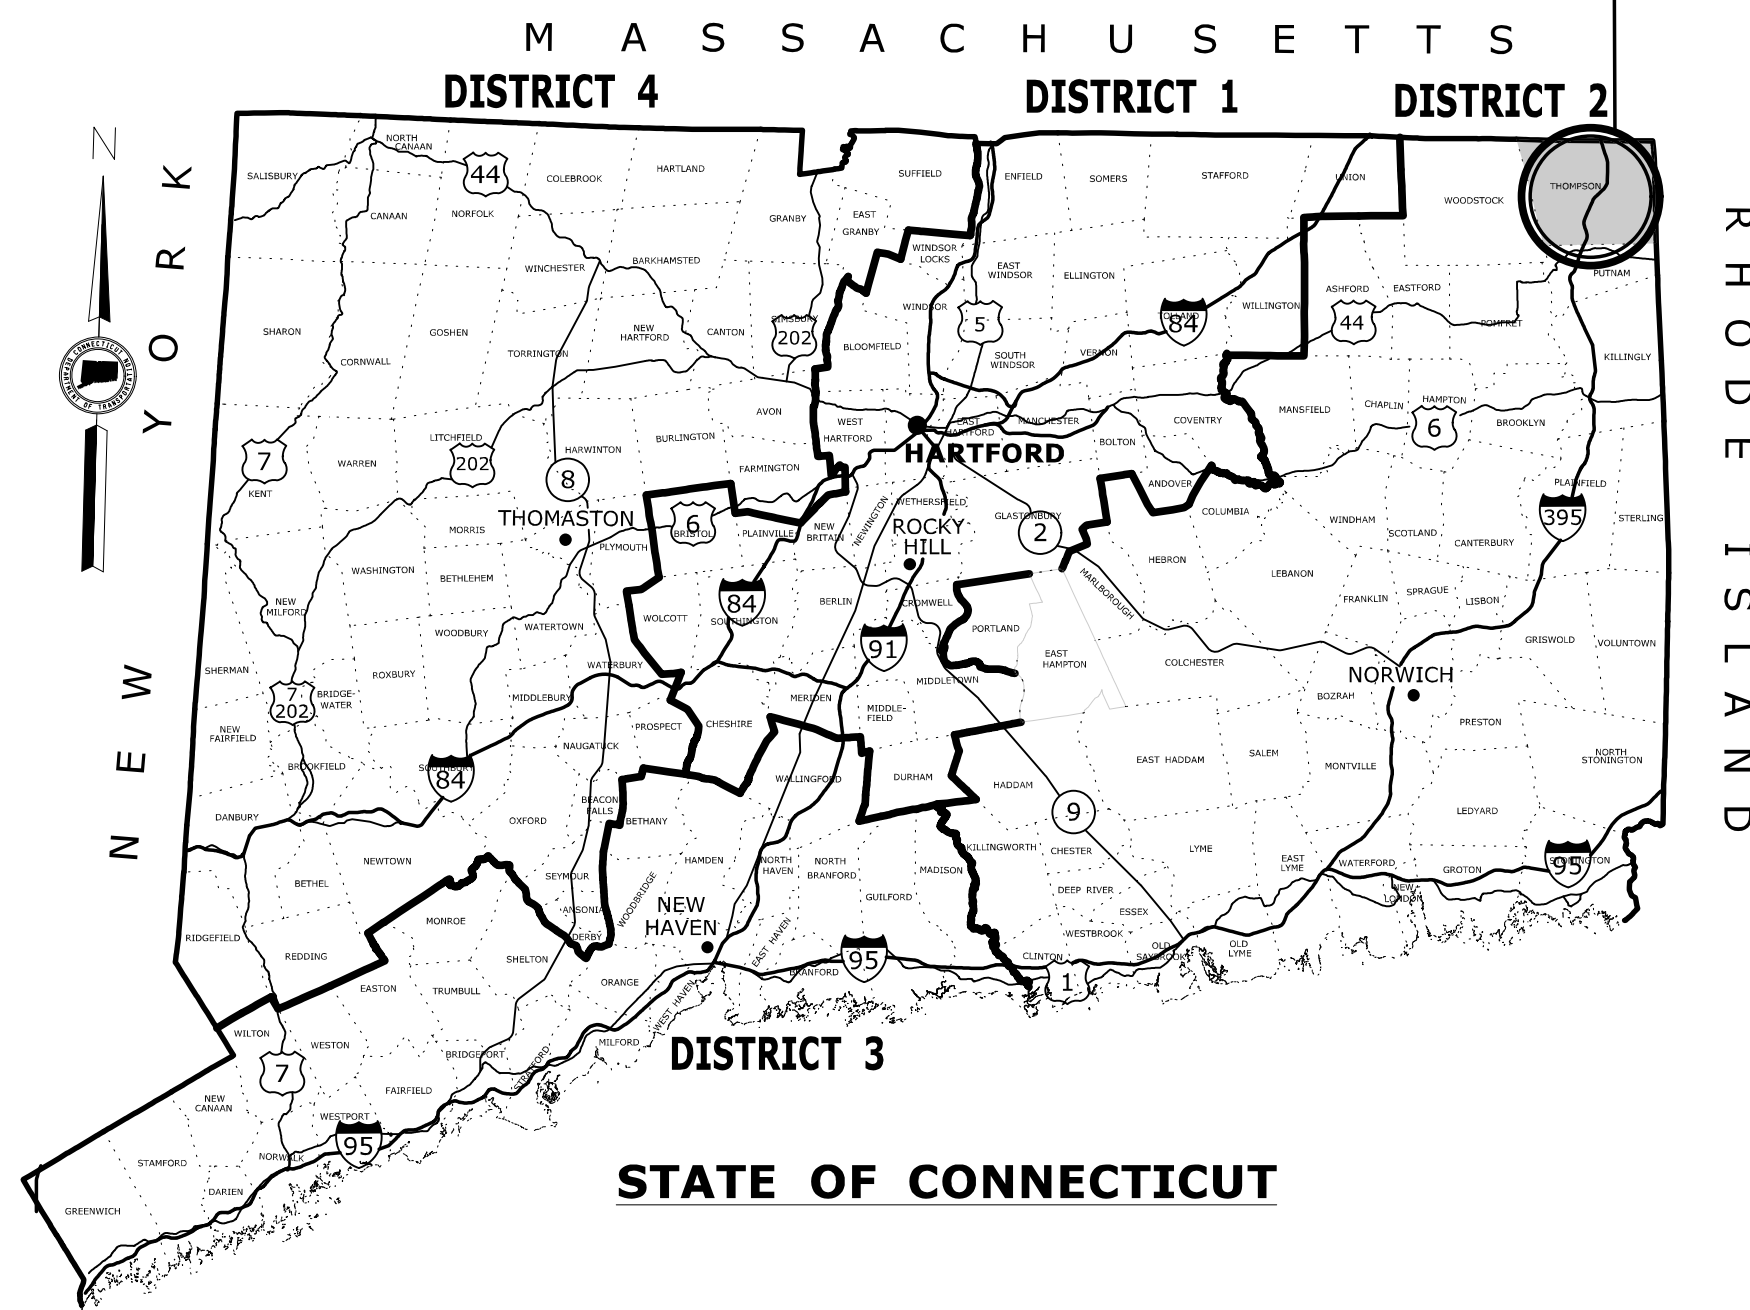 M A S S A C H U S E T T S
DISTRICT 4
DISTRICT 1
DISTRICT 2
N
NEW YORK
RHODE ISLAND
CONNECTICUT
DEPARTMENT OF TRANSPORTATION
NORTH
CANAAN
SALISBURY
44
COLEBROOK
HARTLAND
SUFFIELD
ENFIELD
SOMERS
STAFFORD
UNION
WOODSTOCK
THOMPSON
CANAAN
NORFOLK
GRANBY
EAST
GRANBY
WINDSOR
LOCKS
WINCHESTER
BARKHAMSTED
EAST
WINDSOR
ELLINGTON
PUTNAM
ASHFORD
EASTFORD
WINDSOR
WILLINGTON
SHARON
GOSHEN
NEW
HARTFORD
CANTON
SIMSBURY
202
5
TOLLAND
84
44
POMFRET
CORNWALL
TORRINGTON
BLOOMFIELD
SOUTH
WINDSOR
VERNON
KILLINGLY
AVON
WEST
HARTFORD
EAST
HARTFORD
MANCHESTER
COVENTRY
MANSFIELD
CHAPLIN
HAMPTON
6
BROOKLYN
LITCHFIELD
BURLINGTON
HARWINTON
BOLTON
HARTFORD
7
KENT
WARREN
202
8
FARMINGTON
ANDOVER
PLAINFIELD
THOMASTON
MORRIS
6
BRISTOL
PLAINVILLE
NEW
BRITAIN
NEWINGTON
WETHERSFIELD
ROCKY
HILL
GLASTONBURY
2
COLUMBIA
WINDHAM
SCOTLAND
CANTERBURY
395
STERLING
PLYMOUTH
WASHINGTON
BETHLEHEM
HEBRON
LEBANON
MARLBOROUGH
NEW
MILFORD
WOLCOTT
84
SOUTHINGTON
BERLIN
CROMWELL
FRANKLIN
SPRAGUE
LISBON
WOODBURY
WATERTOWN
91
PORTLAND
GRISWOLD
VOLUNTOWN
SHERMAN
ROXBURY
WATERBURY
EAST
HAMPTON
COLCHESTER
NORWICH
7
202
BRIDGE-
WATER
MIDDLEBURY
MERIDEN
MIDDLETOWN
BOZRAH
NEW
FAIRFIELD
PROSPECT
CHESHIRE
MIDDLE-
FIELD
PRESTON
NAUGATUCK
NORTH
STONINGTON
BROOKFIELD
SOUTHBURY
84
WALLINGFORD
DURHAM
HADDAM
EAST HADDAM
SALEM
MONTVILLE
DANBURY
OXFORD
BEACON
FALLS
BETHANY
9
LEDYARD
NEWTOWN
BETHEL
SEYMOUR
HAMDEN
NORTH
HAVEN
NORTH
BRANFORD
MADISON
KILLINGWORTH
CHESTER
LYME
EAST
LYME
WATERFORD
GROTON
95
STONINGTON
NEW
LONDON
MONROE
ANSONIA
WOODBRIDGE
NEW
HAVEN
GUILFORD
DEEP RIVER
ESSEX
RIDGEFIELD
DERBY
EAST HAVEN
WESTBROOK
REDDING
SHELTON
BRANFORD
95
CLINTON
OLD
SAYBROOK
OLD
LYME
1
EASTON
TRUMBULL
ORANGE
WEST HAVEN
WILTON
WESTON
BRIDGEPORT
STRATFORD
MILFORD
DISTRICT 3
7
FAIRFIELD
NEW
CANAAN
WESTPORT
95
STAMFORD
NORWALK
DARIEN
GREENWICH
STATE OF CONNECTICUT